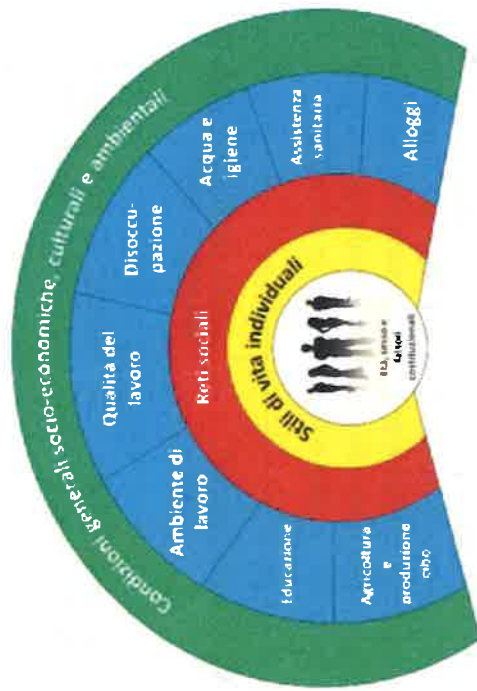 Condizioni generali socio-economiche, culturali e ambientali
Agricoltura
e
produzione
cibo
Educazione
Ambiente di
lavoro
Qualità del
lavoro
Disoccu-
pazione
Acqua e
igiene
Assistenza
sanitaria
Alloggi
Reti sociali
Stili di vita individuali
Età, sesso e
fattori
costituzionali